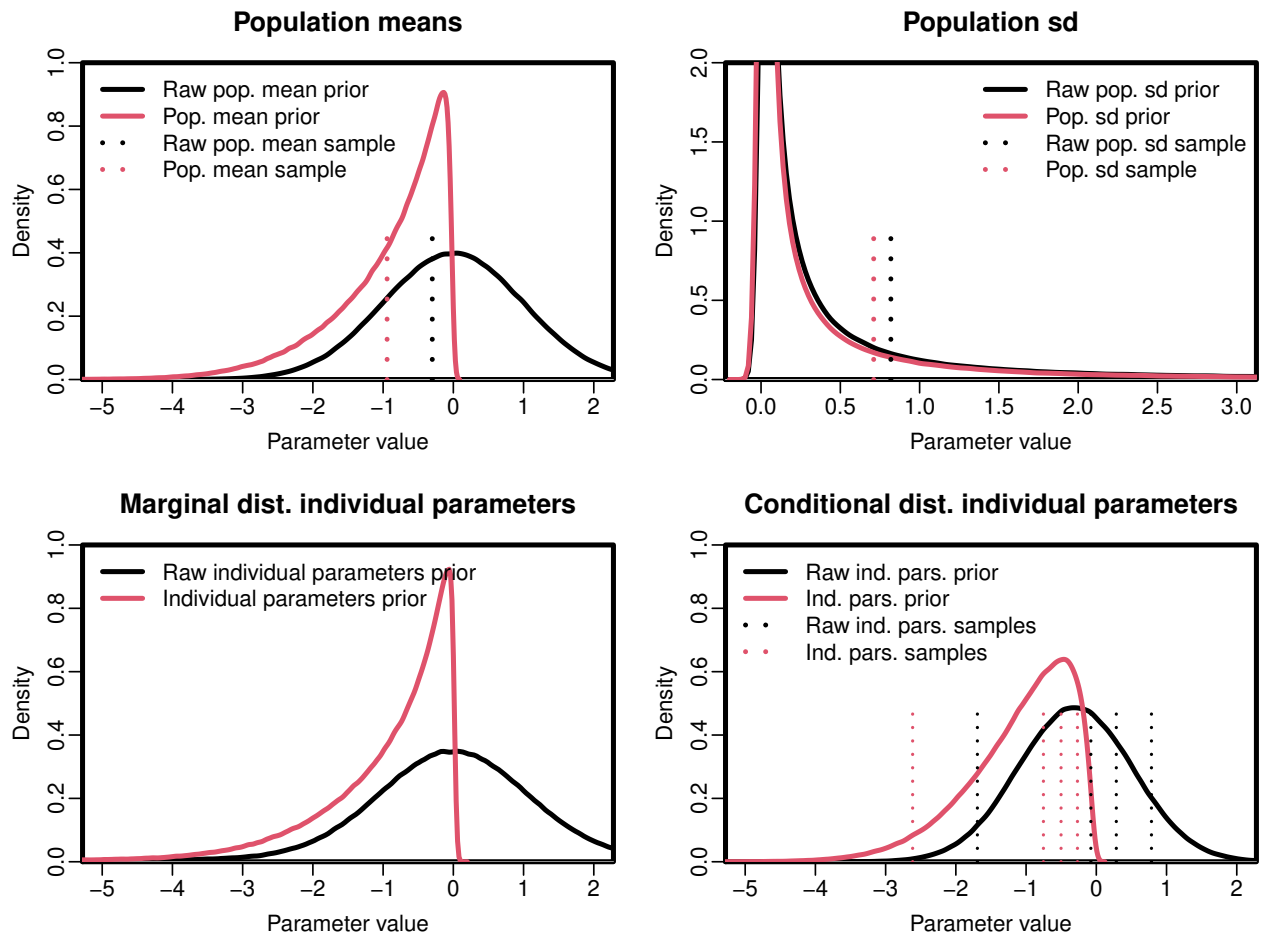 Population means
Raw pop. mean prior
Pop. mean prior
Raw pop. mean sample
Pop. mean sample
Density
0.0 0.2 0.4 0.6 0.8 1.0
−5 −4 −3 −2 −1 0 1 2
Parameter value
Population sd
Raw pop. sd prior
Pop. sd prior
Raw pop. sd sample
Pop. sd sample
Density
0.0 0.5 1.0 1.5 2.0
0.0 0.5 1.0 1.5 2.0 2.5 3.0
Parameter value
Marginal dist. individual parameters
Raw individual parameters prior
Individual parameters prior
Density
0.0 0.2 0.4 0.6 0.8 1.0
−5 −4 −3 −2 −1 0 1 2
Parameter value
Conditional dist. individual parameters
Raw ind. pars. prior
Ind. pars. prior
Raw ind. pars. samples
Ind. pars. samples
Density
0.0 0.2 0.4 0.6 0.8 1.0
−5 −4 −3 −2 −1 0 1 2
Parameter value